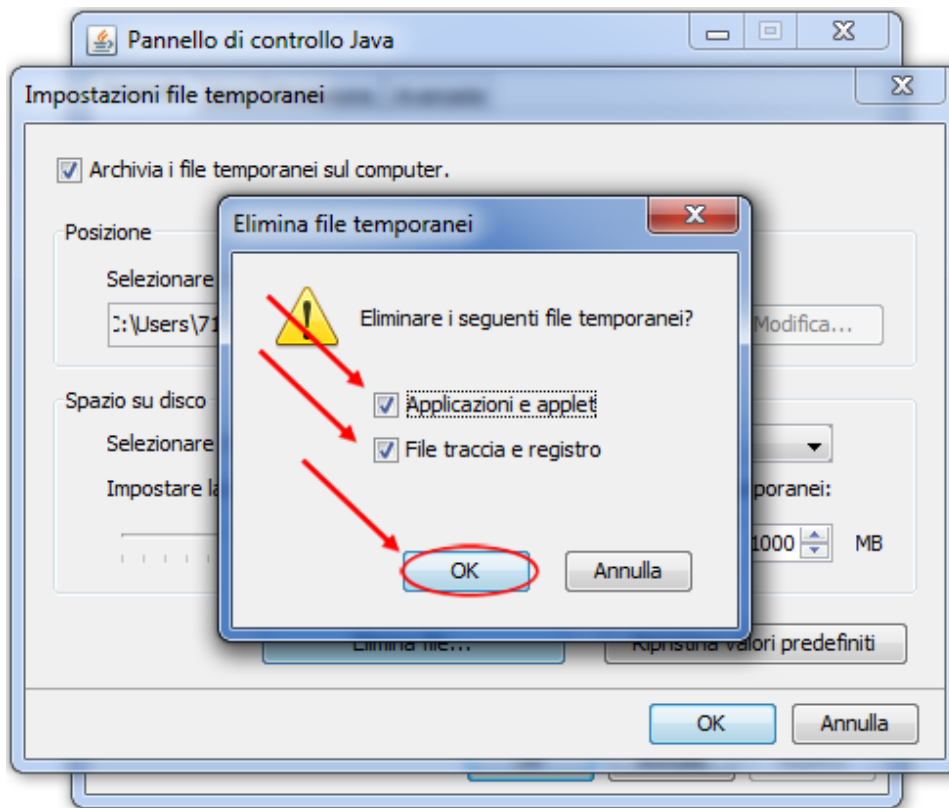 Pannello di controllo Java
Impostazioni file temporanei
Archivia i file temporanei sul computer.
Elimina file temporanei
Posizione
Selezionare
Eliminare i seguenti file temporanei?
:\Users\71
Modifica...
Applicazioni e applet
Spazio su disco
Selezionare
File traccia e registro
Impostare
poranei:
1000 MB
OK Annulla
Elimina file...
Ripristina valori predefiniti
OK Annulla